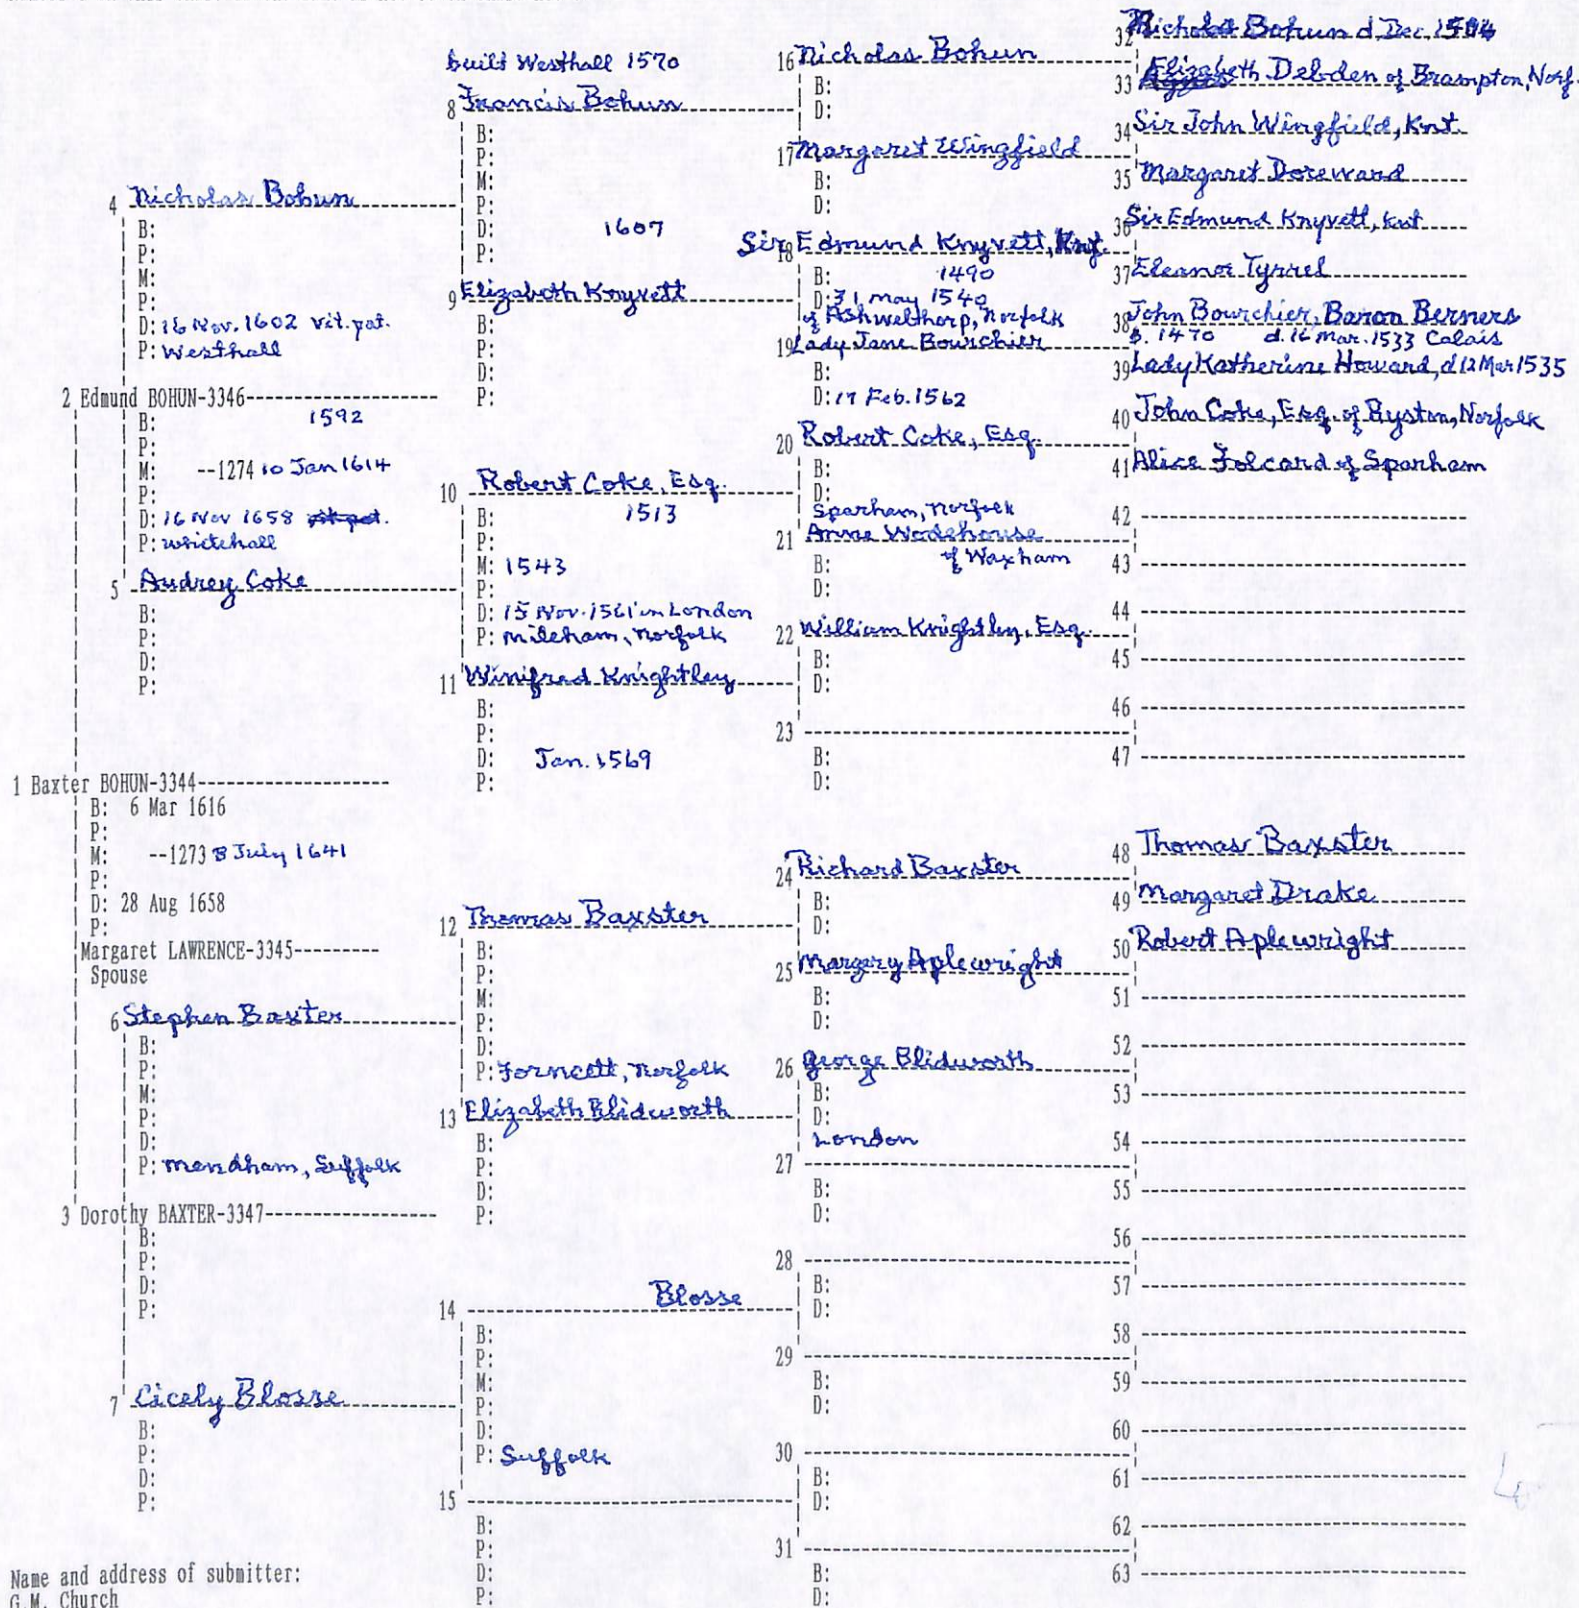 built Westhall 1570
16 Nicholas Bohun
32 Nicholas Bohun d. Dec. 1504
B:
D:
33 Elizabeth Debden of Brampton, Norf.
8 Francis Bohun
B:
P:
M:
P:
D: 1607
P:
34 Sir John Wingfield, Knt.
17 Margaret Wingfield
B:
D:
35 Margaret Doreward
4 Nicholas Bohun
B:
P:
M:
P:
D: 16 Nov. 1602 vit. pat.
P: Westhall
36 Sir Edmund Knyvett, knt
18 Sir Edmund Knyvett, Knt.
B: 1490
D: 31 may 1540
of Ashwelthorp, Norfolk
37 Eleanor Tyrrel
9 Elizabeth Knyvett
B:
P:
D:
P:
38 John Bourchier, Baron Berners
B. 1470 d. 16 Mar. 1533 Calais
19 Lady Jane Bourchier
B:
D: 17 Feb. 1562
39 Lady Katherine Howard, d 12 Mar 1535
2 Edmund BOHUN-3346
B: 1592
P:
M: --1274 10 Jan 1614
P:
D: 16 Nov 1658
P: Whitehall
40 John Coke, Esq. of Ryston, Norfolk
20 Robert Coke, Esq.
B:
D:
Sparham, Norfolk
41 Alice Folcard of Sparham
10 Robert Coke, Esq.
B: 1513
P:
M: 1543
P:
D: 15 Nov. 1561 in London
P: Mileham, Norfolk
42
21 Anne Wodehouse
of Waxham
B:
D:
43
5 Audrey Coke
B:
P:
D:
P:
44
22 William Knightley, Esq.
B:
D:
45
11 Winifred Knightley
B:
P:
D: Jan. 1569
P:
46
23
B:
D:
47
1 Baxter BOHUN-3344
B: 6 Mar 1616
P:
M: --1273 8 July 1641
P:
D: 28 Aug 1658
P:
Margaret LAWRENCE-3345
Spouse
48 Thomas Baxster
24 Richard Baxster
B:
D:
49 Margaret Drake
12 Thomas Baxster
B:
P:
M:
P:
D:
P: Forncett, Norfolk
50 Robert Aplewright
25 Margery Aplewright
B:
D:
51
6 Stephen Baxter
B:
P:
M:
P:
D:
P: Mendham, Suffolk
52
26 George Blidworth
B:
D:
London
53
13 Elizabeth Blidworth
B:
P:
D:
P:
54
27
B:
D:
55
3 Dorothy BAXTER-3347
B:
P:
D:
P:
56
28
B:
D:
57
14 Blosse
B:
P:
M:
P:
D:
P: Suffolk
58
29
B:
D:
59
7 Cicely Blosse
B:
P:
D:
P:
60
30
B:
D:
61
15
B:
P:
D:
P:
62
31
B:
D:
63
Name and address of submitter:
G.M. Church